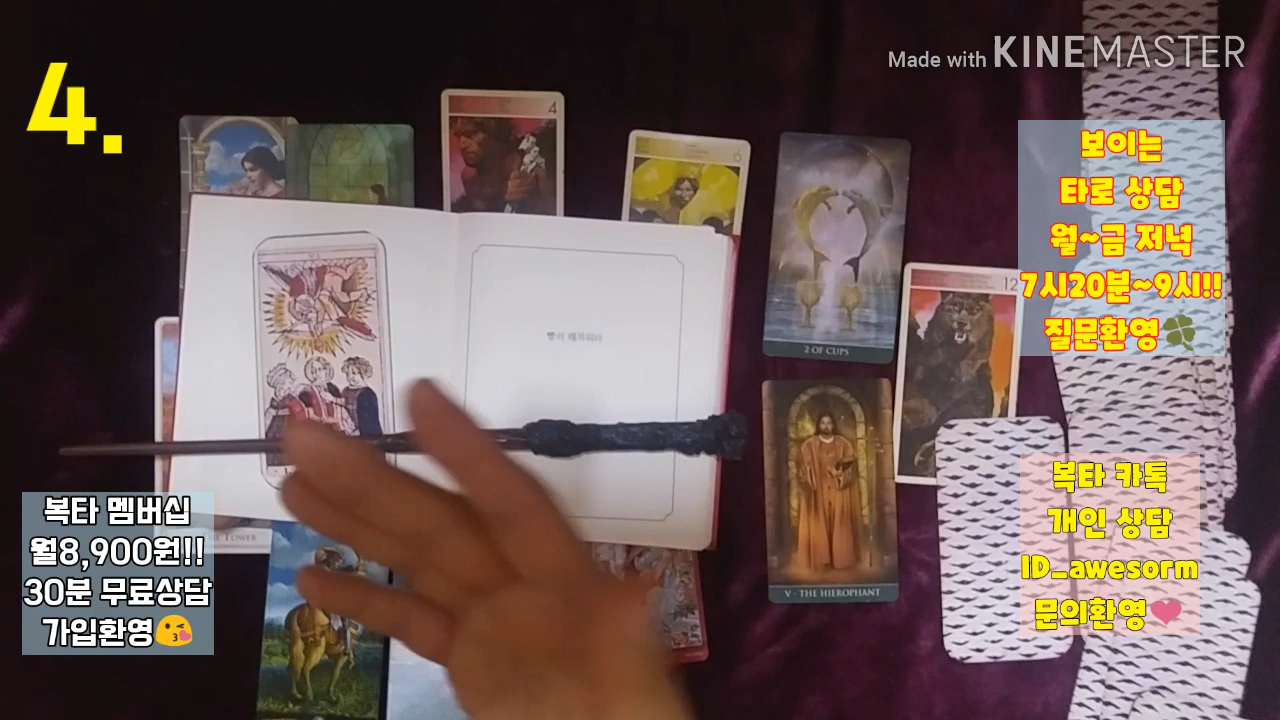 4.
Made with KINEMASTER
보이는
타로 상담
월~금 저녁
7시20분~9시!!
질문환영🍀
4
6
12
2 OF CUPS
V - THE HIEROPHANT
THE TOWER
복타 멤버십
월8,900원!!
30분 무료상담
가입환영😘
복타 카톡
개인 상담
ID_awesorm
문의환영❤